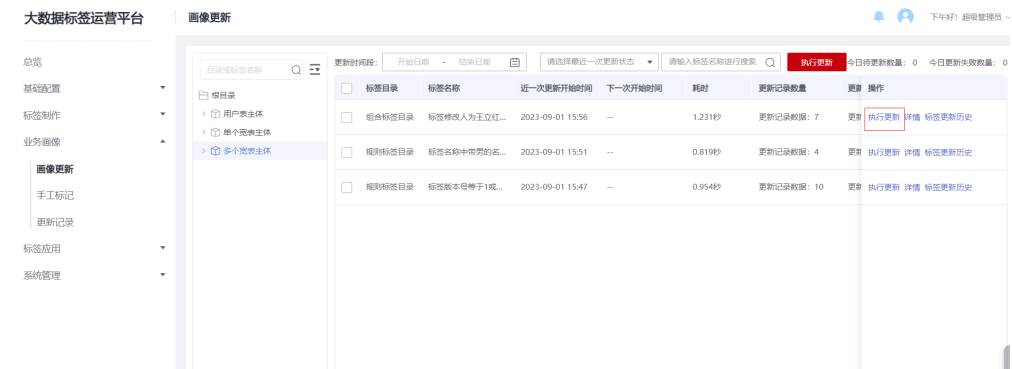 大数据标签运营平台
画像更新
下午好！超级管理员
总览
基础配置
标签制作
业务画像
画像更新
手工标记
更新记录
标签应用
系统管理
目录或标签名称
根目录
用户表主体
单个宽表主体
多个宽表主体
更新时间段： 开始日期 - 结束日期 请选择最近一次更新状态 请输入标签名称进行搜索 执行更新 今日待更新数量： 0 今日更新失败数量： 0
标签目录 标签名称 近一次更新开始时间 下一次开始时间 耗时 更新记录数量 更新 操作
组合标签目录 标签修改人为王立红... 2023-09-01 15:56 -- 1.231秒 更新记录数据：7 更新 执行更新 详情 标签更新历史
规则标签目录 标签名称中带男的名... 2023-09-01 15:51 -- 0.819秒 更新记录数据：4 更新 执行更新 详情 标签更新历史
规则标签目录 标签版本号等于1或... 2023-09-01 15:47 -- 0.954秒 更新记录数据：10 更新 执行更新 详情 标签更新历史